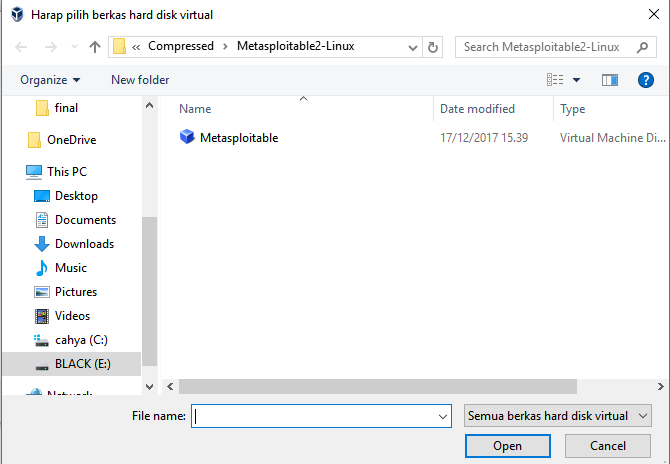 Harap pilih berkas hard disk virtual
« Compressed > Metasploitable2-Linux
Search Metasploitable2-Linux
Organize
New folder
Name
Date modified
Type
final
OneDrive
This PC
Desktop
Documents
Downloads
Music
Pictures
Videos
cahya (C:)
BLACK (E:)
Network
Metasploitable
17/12/2017 15.39
Virtual Machine Di...
File name:
Semua berkas hard disk virtual
Open
Cancel